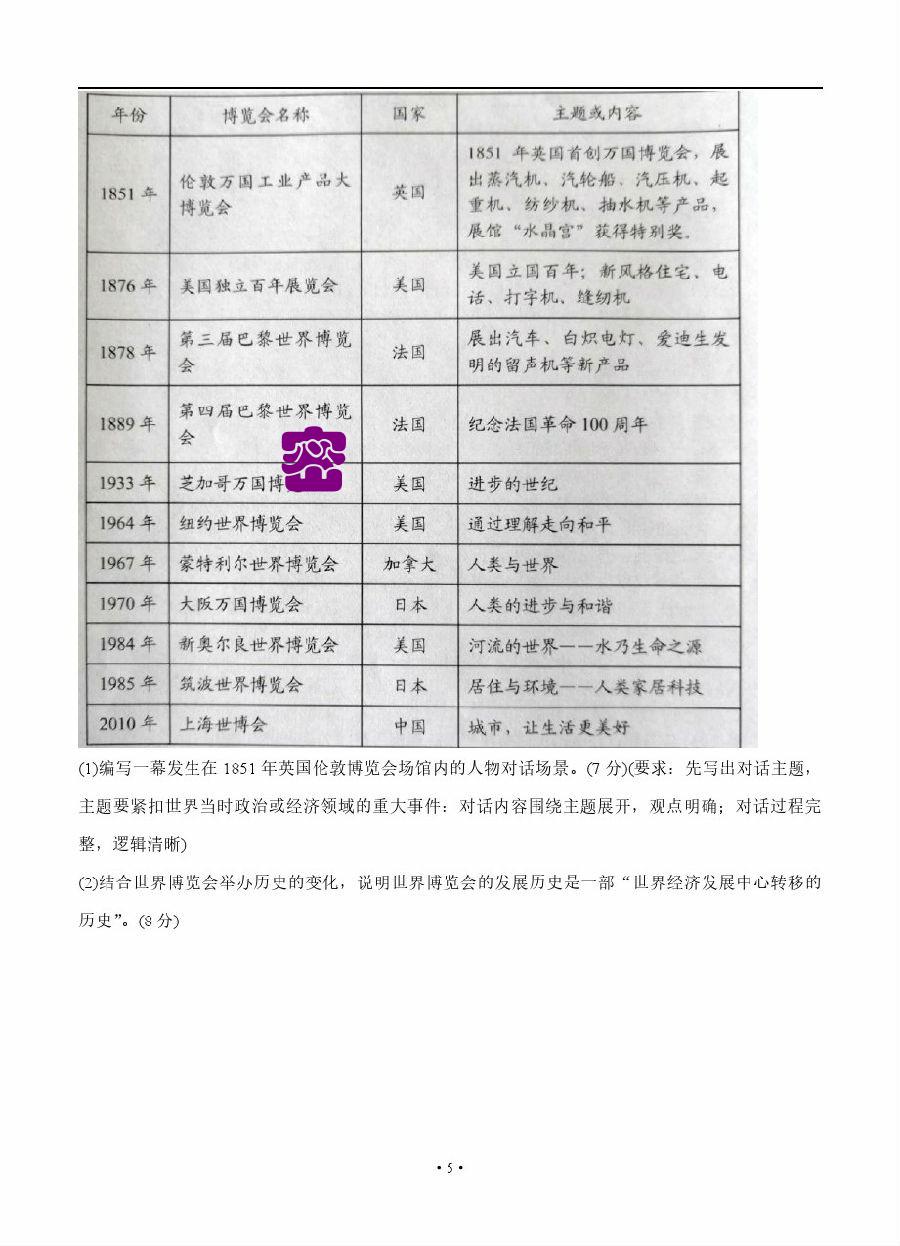 年份 博览会名称 国家 主题或内容
1851 年英国首创万国博览会，展
1851 年 伦敦万国工业产品大 英国 出蒸汽机、汽轮船、汽压机、起
博览会 重机、纺纱机、抽水机等产品，
展馆“水晶宫”获得特别奖。
1876 年 美国独立百年展览会 美国 美国立国百年；新风格住宅、电
话、打字机、缝纫机
1878 年 第三届巴黎世界博览 法国 展出汽车、白炽电灯、爱迪生发
会 明的留声机等新产品
1889 年 第四届巴黎世界博览 法国 纪念法国革命 100 周年
会
1933 年 芝加哥万国博 美国 进步的世纪
1964 年 纽约世界博览会 美国 通过理解走向和平
1967 年 蒙特利尔世界博览会 加拿大 人类与世界
1970 年 大阪万国博览会 日本 人类的进步与和谐
1984 年 新奥尔良世界博览会 美国 河流的世界——水乃生命之源
1985 年 筑波世界博览会 日本 居住与环境——人类家居科技
2010 年 上海世博会 中国 城市，让生活更美好
(1)编写一幕发生在 1851 年英国伦敦博览会场馆内的人物对话场景。(7 分)(要求：先写出对话主题，
主题要紧扣世界当时政治或经济领域的重大事件：对话内容围绕主题展开，观点明确；对话过程完
整，逻辑清晰)
(2)结合世界博览会举办历史的变化，说明世界博览会的发展历史是一部“世界经济发展中心转移的
历史”。(8 分)
• 5 •